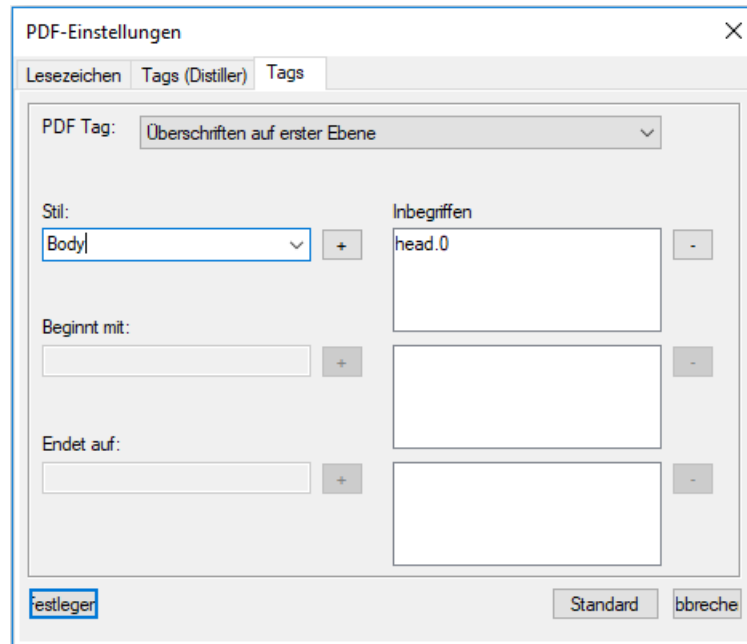 PDF-Einstellungen
Lesezeichen Tags (Distiller) Tags
PDF Tag: Überschriften auf erster Ebene
Stil: Inbegriffen
Body + head.0 -
Beginnt mit:
+ -
Endet auf:
+ -
Festlegen Standard bbreche